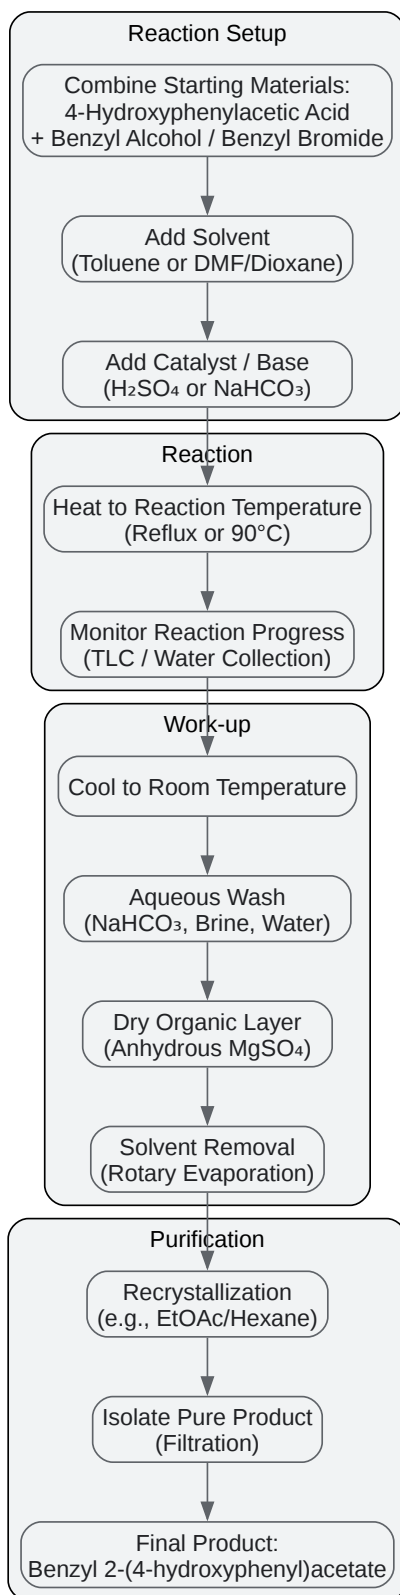 Reaction Setup
Combine Starting Materials:
4-Hydroxyphenylacetic Acid
+ Benzyl Alcohol / Benzyl Bromide
Add Solvent
(Toluene or DMF/Dioxane)
Add Catalyst / Base
(H₂SO₄ or NaHCO₃)
Reaction
Heat to Reaction Temperature
(Reflux or 90°C)
Monitor Reaction Progress
(TLC / Water Collection)
Work-up
Cool to Room Temperature
Aqueous Wash
(NaHCO₃, Brine, Water)
Dry Organic Layer
(Anhydrous MgSO₄)
Solvent Removal
(Rotary Evaporation)
Purification
Recrystallization
(e.g., EtOAc/Hexane)
Isolate Pure Product
(Filtration)
Final Product:
Benzyl 2-(4-hydroxyphenyl)acetate